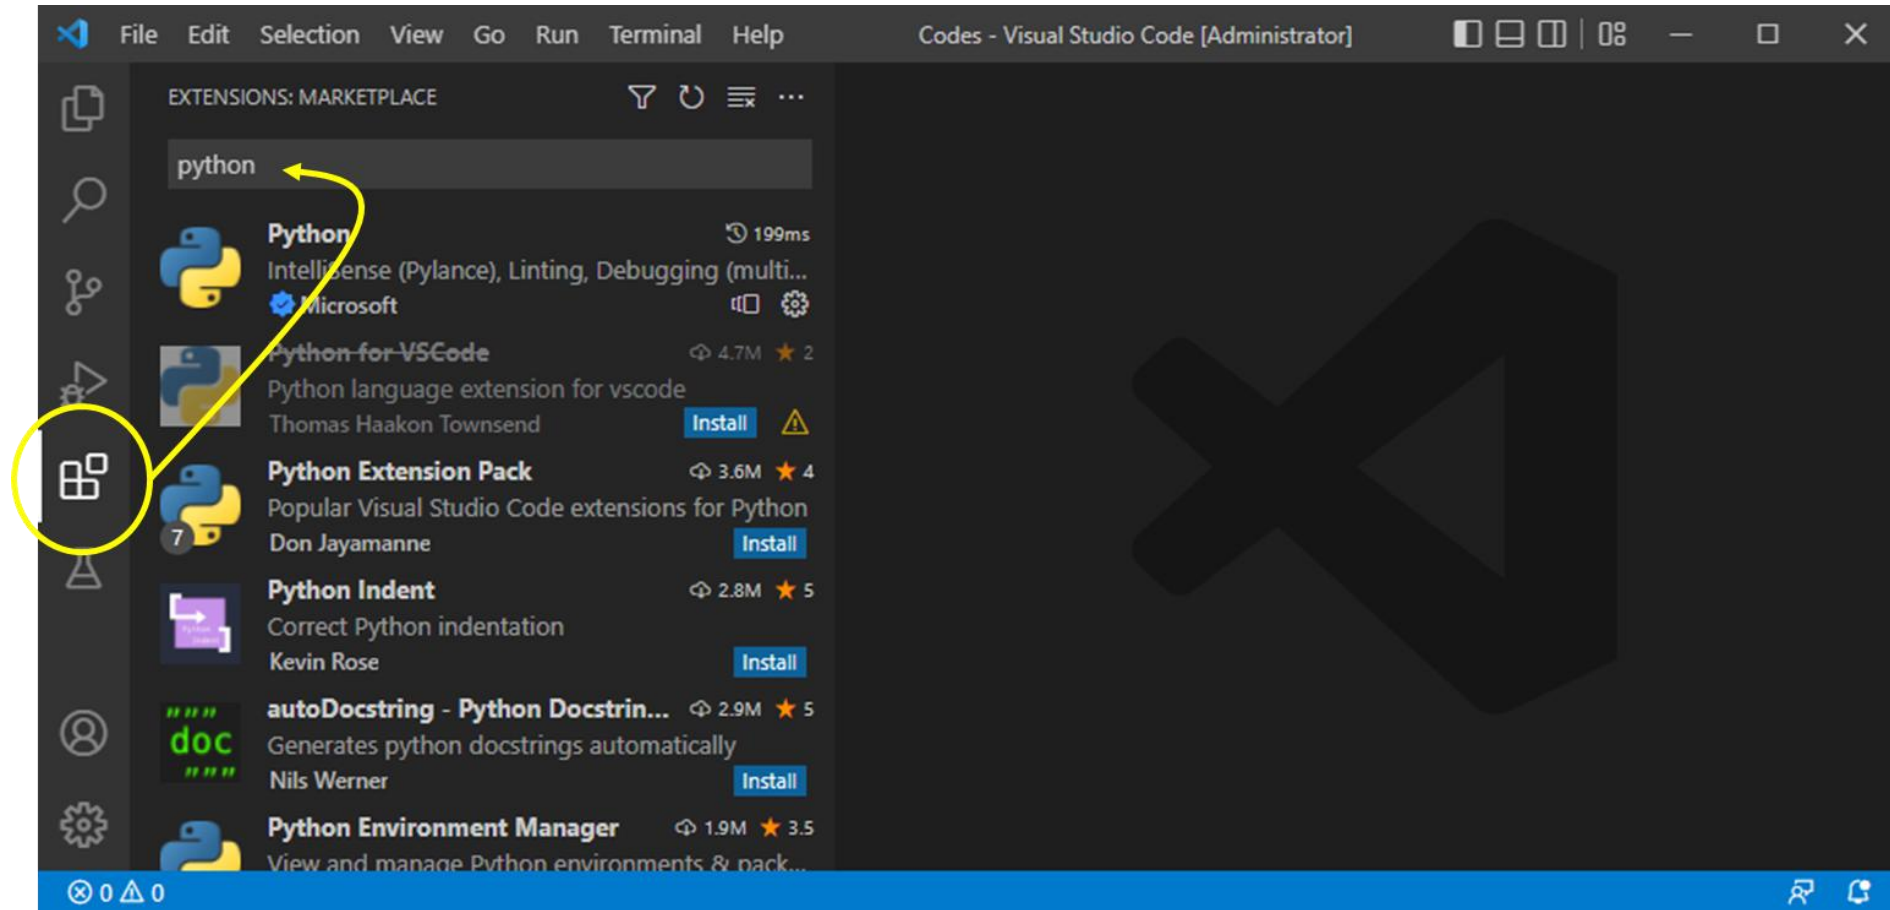 File Edit Selection View Go Run Terminal Help Codes - Visual Studio Code [Administrator]
EXTENSIONS: MARKETPLACE
python
Python 199ms
IntelliSense (Pylance), Linting, Debugging (multi...
Microsoft
Python for VSCode 4.7M 2
Python language extension for vscode
Thomas Haakon Townsend Install
Python Extension Pack 3.6M 4
Popular Visual Studio Code extensions for Python
7 Don Jayamanne Install
Python Indent 2.8M 5
Correct Python indentation
Kevin Rose Install
autoDocstring - Python Docstrin... 2.9M 5
""" doc """
Generates python docstrings automatically
Nils Werner Install
Python Environment Manager 1.9M 3.5
View and manage Python environments & pack...
0 0